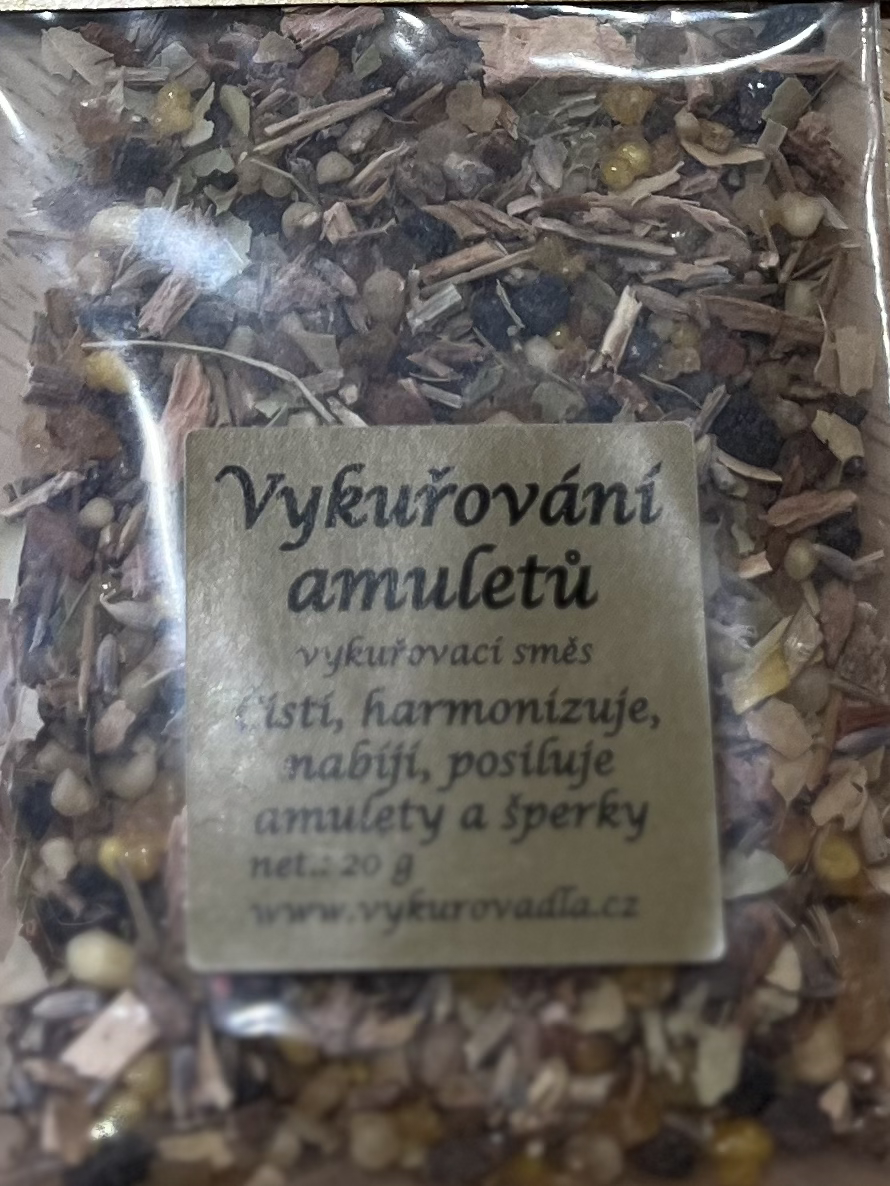 Vykuřování
amuletů
vykuřovací směs
Čistí, harmonizuje,
nabíjí, posiluje
amulety a šperky
net.: 20 g
www.vykurovadla.cz